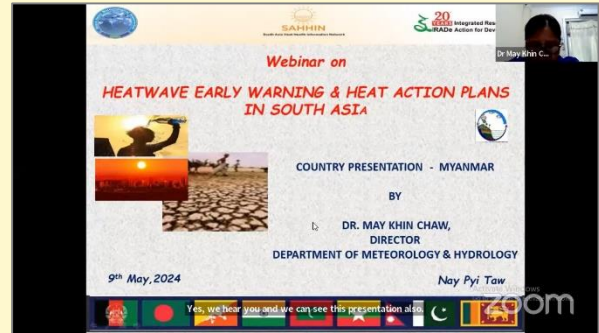 SAHHIN
South Asia Heat Health Information Network
20
YEARS
Integrated Res
IRADe Action for Dev
Dr May Khin C...
Webinar on
HEATWAVE EARLY WARNING & HEAT ACTION PLANS
IN SOUTH ASIA
COUNTRY PRESENTATION - MYANMAR
BY
DR. MAY KHIN CHAW,
DIRECTOR
DEPARTMENT OF METEOROLOGY & HYDROLOGY
9th May,2024
Nay Pyi Taw
Activate Windows
Yes, we hear you and we can see this presentation also.
zoom